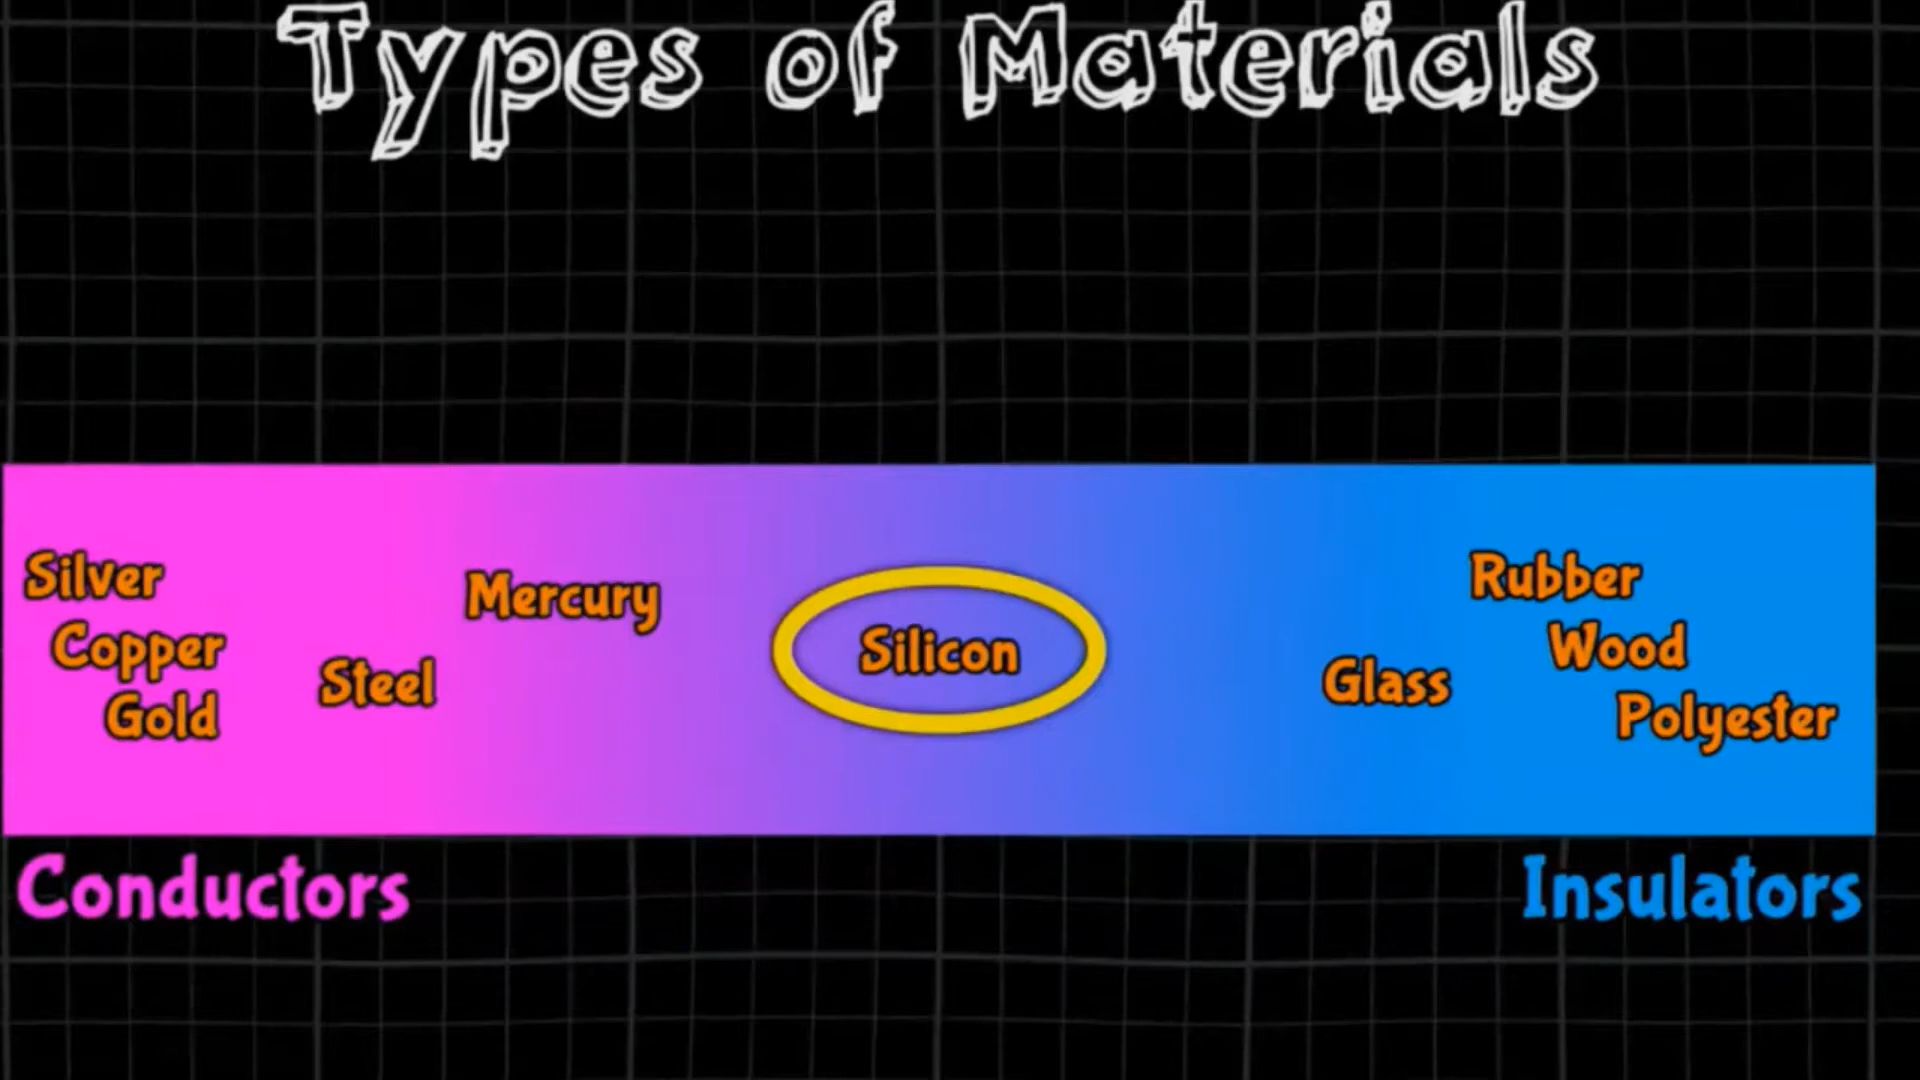 Types of Materials
Silver
Copper
Gold
Steel
Mercury
Silicon
Glass
Rubber
Wood
Polyester
Conductors
Insulators